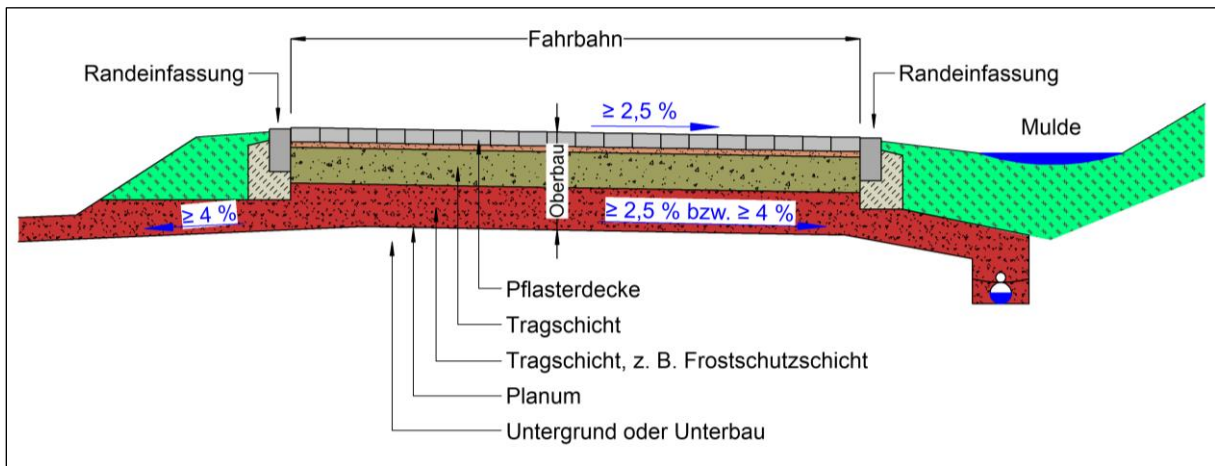 Fahrbahn
Randeinfassung
Randeinfassung
≥ 2,5 %
Mulde
Oberbau
≥ 4 %
≥ 2,5 % bzw. ≥ 4 %
Pflasterdecke
Tragschicht
Tragschicht, z. B. Frostschutzschicht
Planum
Untergrund oder Unterbau